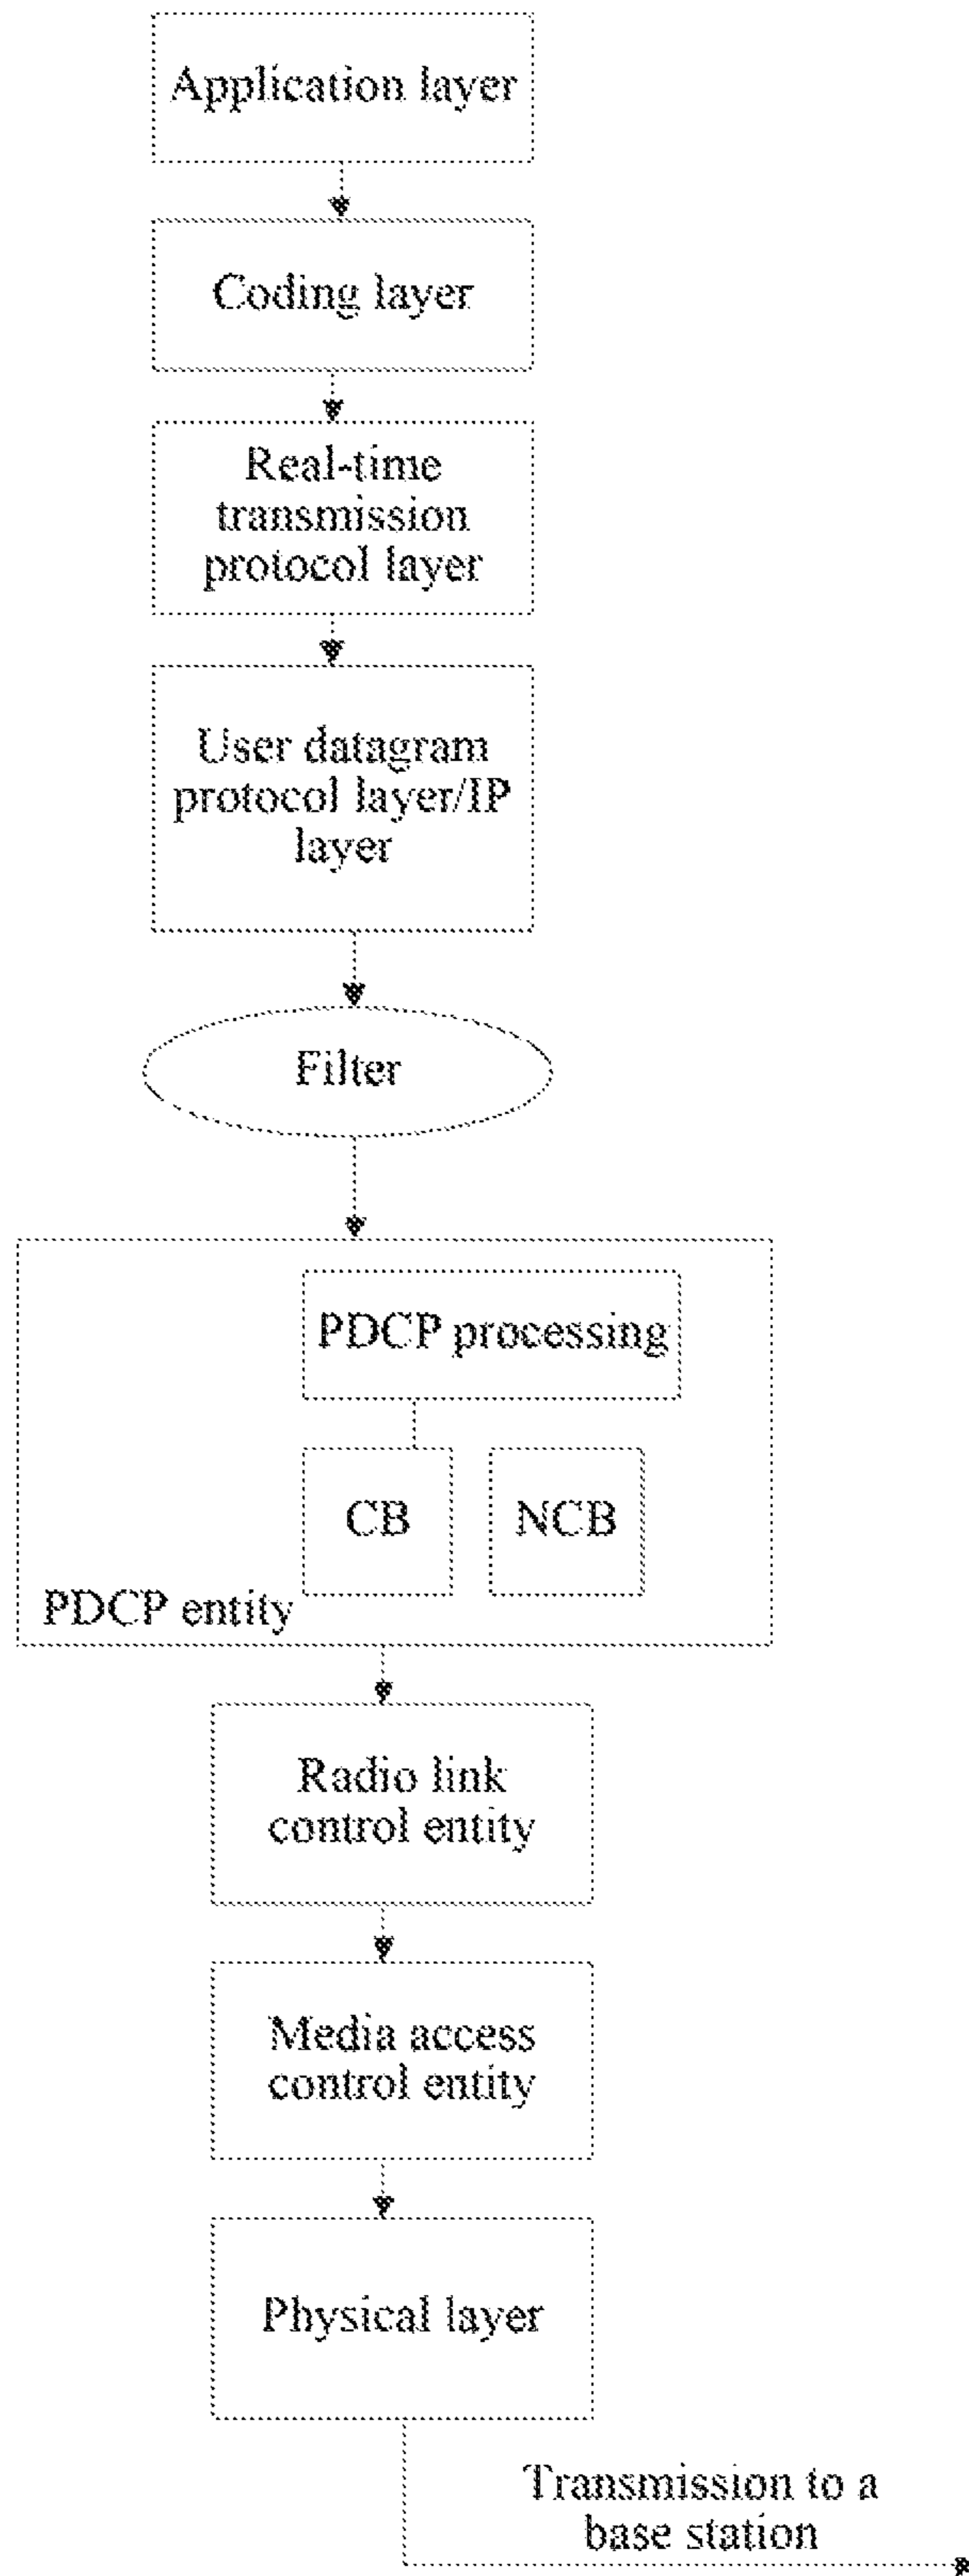 Application layer
Coding layer
Real-time
transmission
protocol layer
User datagram
protocol layer/IP
layer
Filter
PDCP processing
CB
NCB
PDCP entity
Radio link
control entity
Media access
control entity
Physical layer
Transmission to a
base station